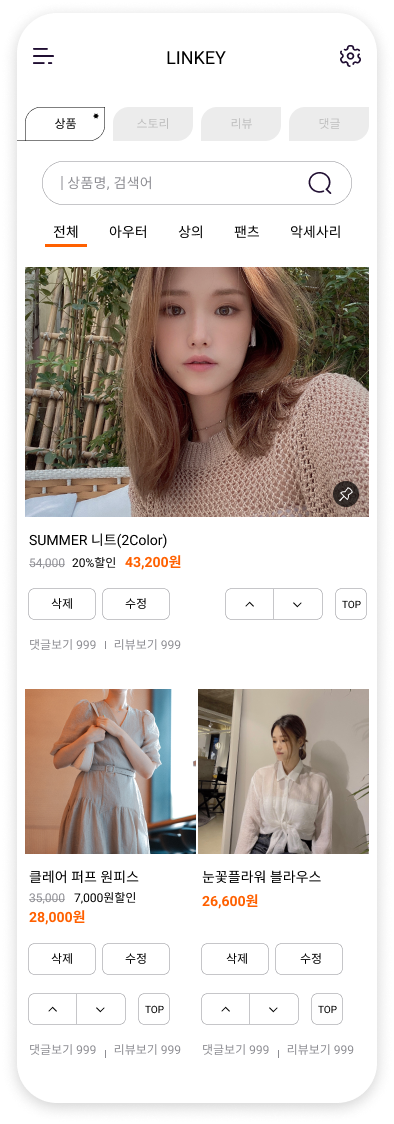 LINKEY
상품 스토리 리뷰 댓글
| 상품명, 검색어
전체 아우터 상의 팬츠 악세사리
SUMMER 니트(2Color)
54,000 20%할인 43,200원
삭제 수정 TOP
댓글보기 999 | 리뷰보기 999
클레어 퍼프 원피스
35,000 7,000원할인
28,000원
삭제 수정
TOP
댓글보기 999 | 리뷰보기 999
눈꽃플라워 블라우스
26,600원
삭제 수정
TOP
댓글보기 999 | 리뷰보기 999